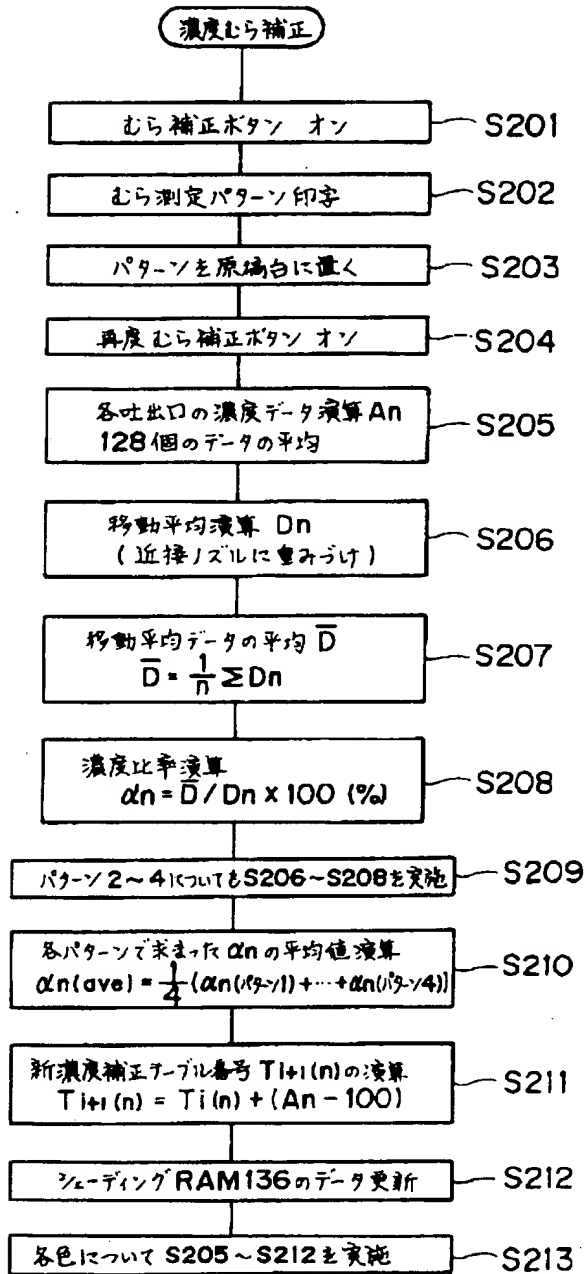 濃度むら補正
むら補正ボタン オン
S201
むら測定パターン印字
S202
パターンを原稿台に置く
S203
再度むら補正ボタン オン
S204
各吐出口の濃度データ演算 An
128個のデータの平均
S205
移動平均演算 Dn
(近接ノズルに重みづけ)
S206
移動平均データの平均 D̅
D̅ = 1/n ΣDn
S207
濃度比率演算
αn = D̅/Dn × 100 (%)
S208
パターン2~4についてもS206~S208を実施
S209
各パターンで求まったαnの平均値演算
αn(ave) = 1/4 {αn(パターン1) + ··· + αn(パターン4)}
S210
新濃度補正テーブル番号 Ti+1(n)の演算
Ti+1(n) = Ti(n) + (An - 100)
S211
シェーディングRAM136のデータ更新
S212
各色について S205~S212を実施
S213